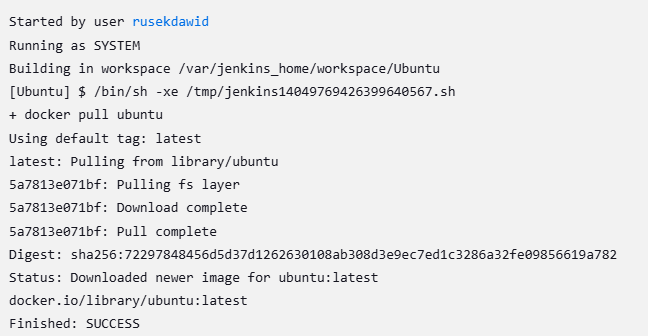 Started by user rusekdawid
Running as SYSTEM
Building in workspace /var/jenkins_home/workspace/Ubuntu
[Ubuntu] $ /bin/sh -xe /tmp/jenkins14049769426399640567.sh
+ docker pull ubuntu
Using default tag: latest
latest: Pulling from library/ubuntu
5a7813e071bf: Pulling fs layer
5a7813e071bf: Download complete
5a7813e071bf: Pull complete
Digest: sha256:72297848456d5d37d1262630108ab308d3e9ec7ed1c3286a32fe09856619a782
Status: Downloaded newer image for ubuntu:latest
docker.io/library/ubuntu:latest
Finished: SUCCESS